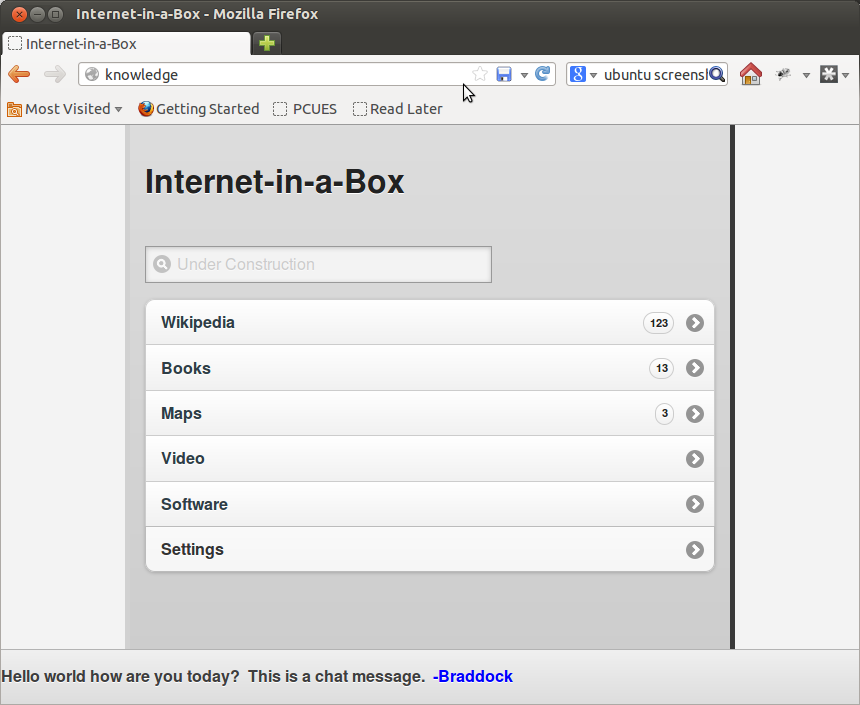 Internet-in-a-Box - Mozilla Firefox
Internet-in-a-Box
knowledge
ubuntu screensl
Most Visited
Getting Started
PCUES
Read Later
Internet-in-a-Box
Under Construction
Wikipedia 123
Books 13
Maps 3
Video
Software
Settings
Hello world how are you today?  This is a chat message.  -Braddock